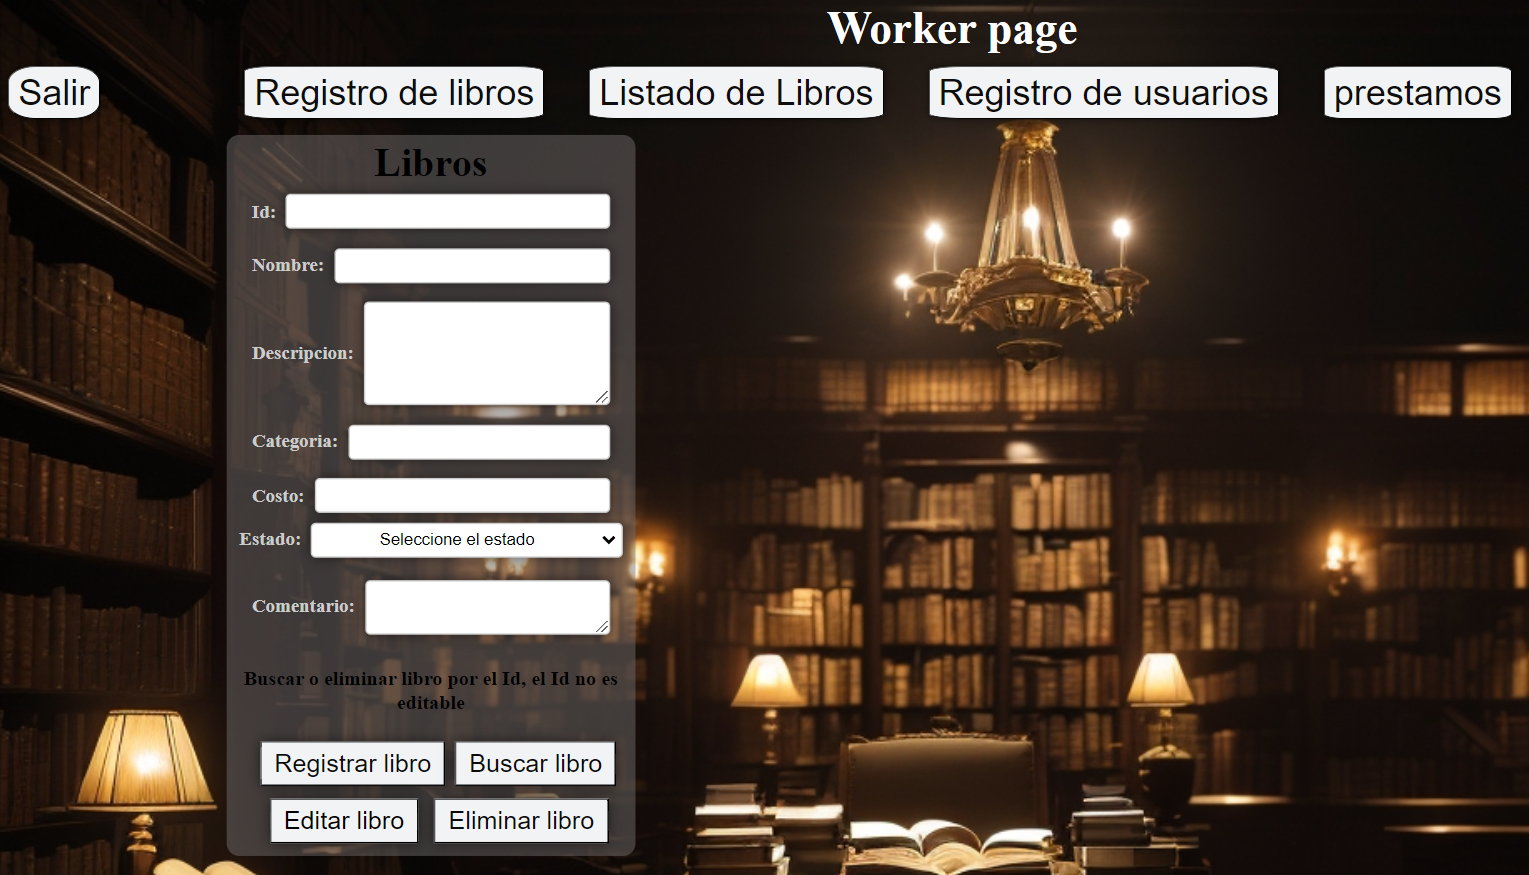 Worker page
Salir
Registro de libros
Listado de Libros
Registro de usuarios
prestamos
Libros
Id:
Nombre:
Descripcion:
Categoria:
Costo:
Estado:
Seleccione el estado
Comentario:
Buscar o eliminar libro por el Id, el Id no es
editable
Registrar libro
Buscar libro
Editar libro
Eliminar libro